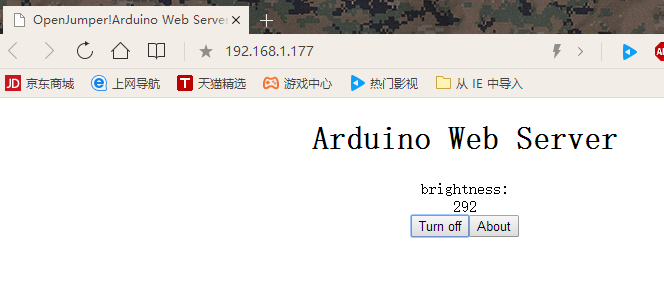 OpenJumper!Arduino Web Server
192.168.1.177
JD 京东商城 上网导航 T 天猫精选 游戏中心 热门影视 从 IE 中导入
Arduino Web Server
brightness:
292
Turn off About